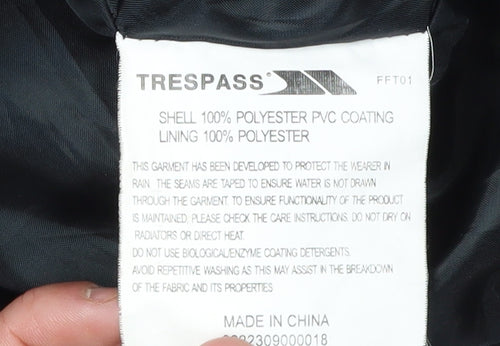 TRESPASS®
FFT01
SHELL 100% POLYESTER PVC COATING
LINING 100% POLYESTER
THIS GARMENT HAS BEEN DEVELOPED TO PROTECT THE WEARER IN
RAIN. THE SEAMS ARE TAPED TO ENSURE WATER IS NOT DRAWN
THROUGH THE GARMENT. TO ENSURE FUNCTIONALITY OF THE PRODUCT
IS MAINTAINED, PLEASE CHECK THE CARE INSTRUCTIONS. DO NOT DRY ON
RADIATORS OR DIRECT HEAT.
DO NOT USE BIOLOGICAL/ENZYME COATING DETERGENTS.
AVOID REPETITIVE WASHING AS THIS MAY ASSIST IN THE BREAKDOWN
OF THE FABRIC AND ITS PROPERTIES
MADE IN CHINA